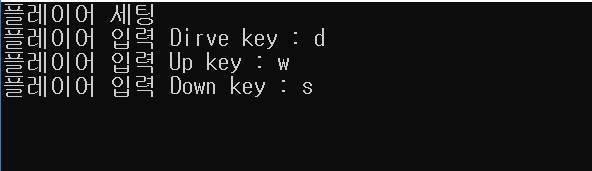 플레이어 세팅
플레이어 입력 Dirve key : d
플레이어 입력 Up key : w
플레이어 입력 Down key : s